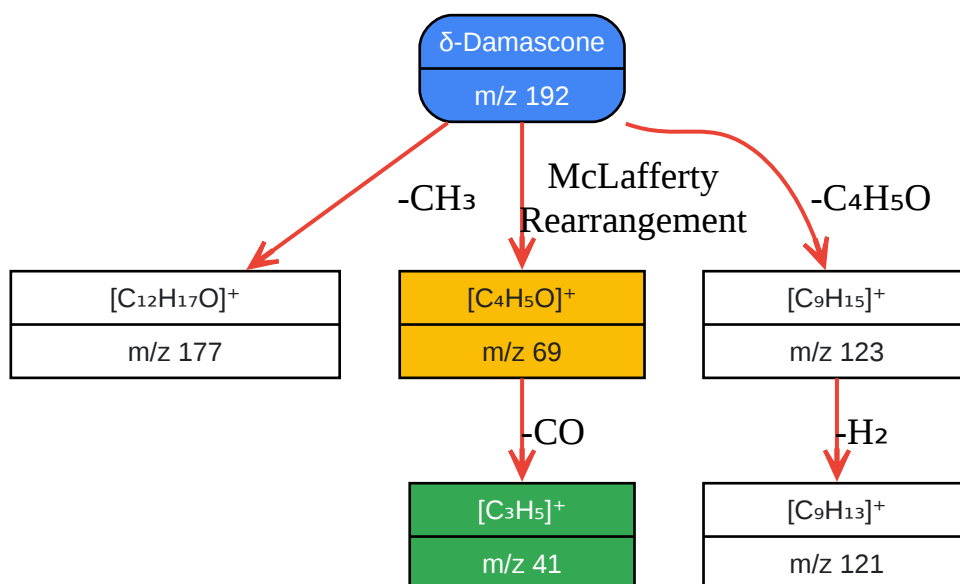 δ-Damascone
m/z 192
-CH₃
McLafferty
Rearrangement
-C₄H₅O
[C₁₂H₁₇O]⁺
m/z 177
[C₄H₅O]⁺
m/z 69
[C₉H₁₅]⁺
m/z 123
-CO
-H₂
[C₃H₅]⁺
m/z 41
[C₉H₁₃]⁺
m/z 121